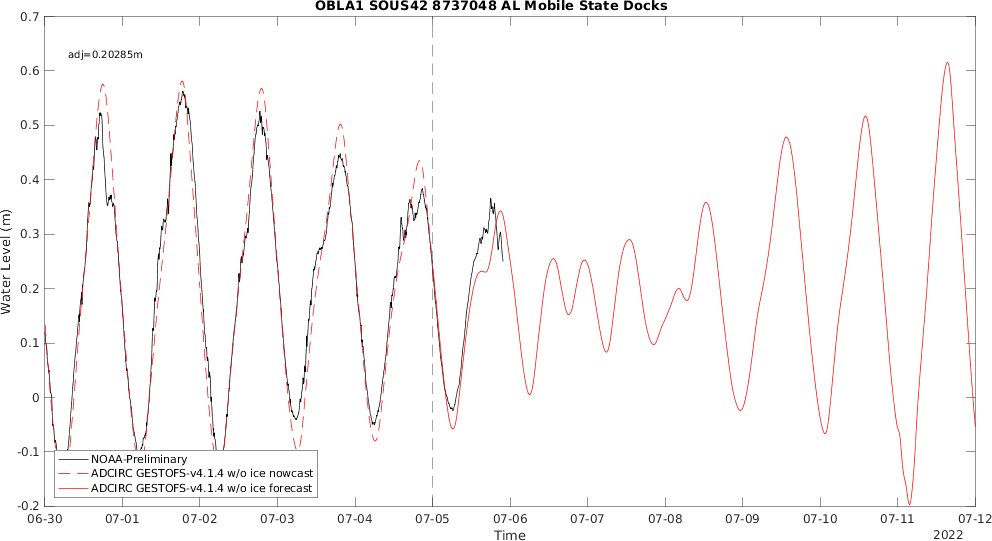 OBLA1 SOUS42 8737048 AL Mobile State Docks
adj=0.20285m
Water Level (m)
0.7
0.6
0.5
0.4
0.3
0.2
0.1
0
-0.1
-0.2
NOAA-Preliminary
ADCIRC GESTOFS-v4.1.4 w/o ice nowcast
ADCIRC GESTOFS-v4.1.4 w/o ice forecast
06-30 07-01 07-02 07-03 07-04 07-05 07-06 07-07 07-08 07-09 07-10 07-11 07-12
Time
2022